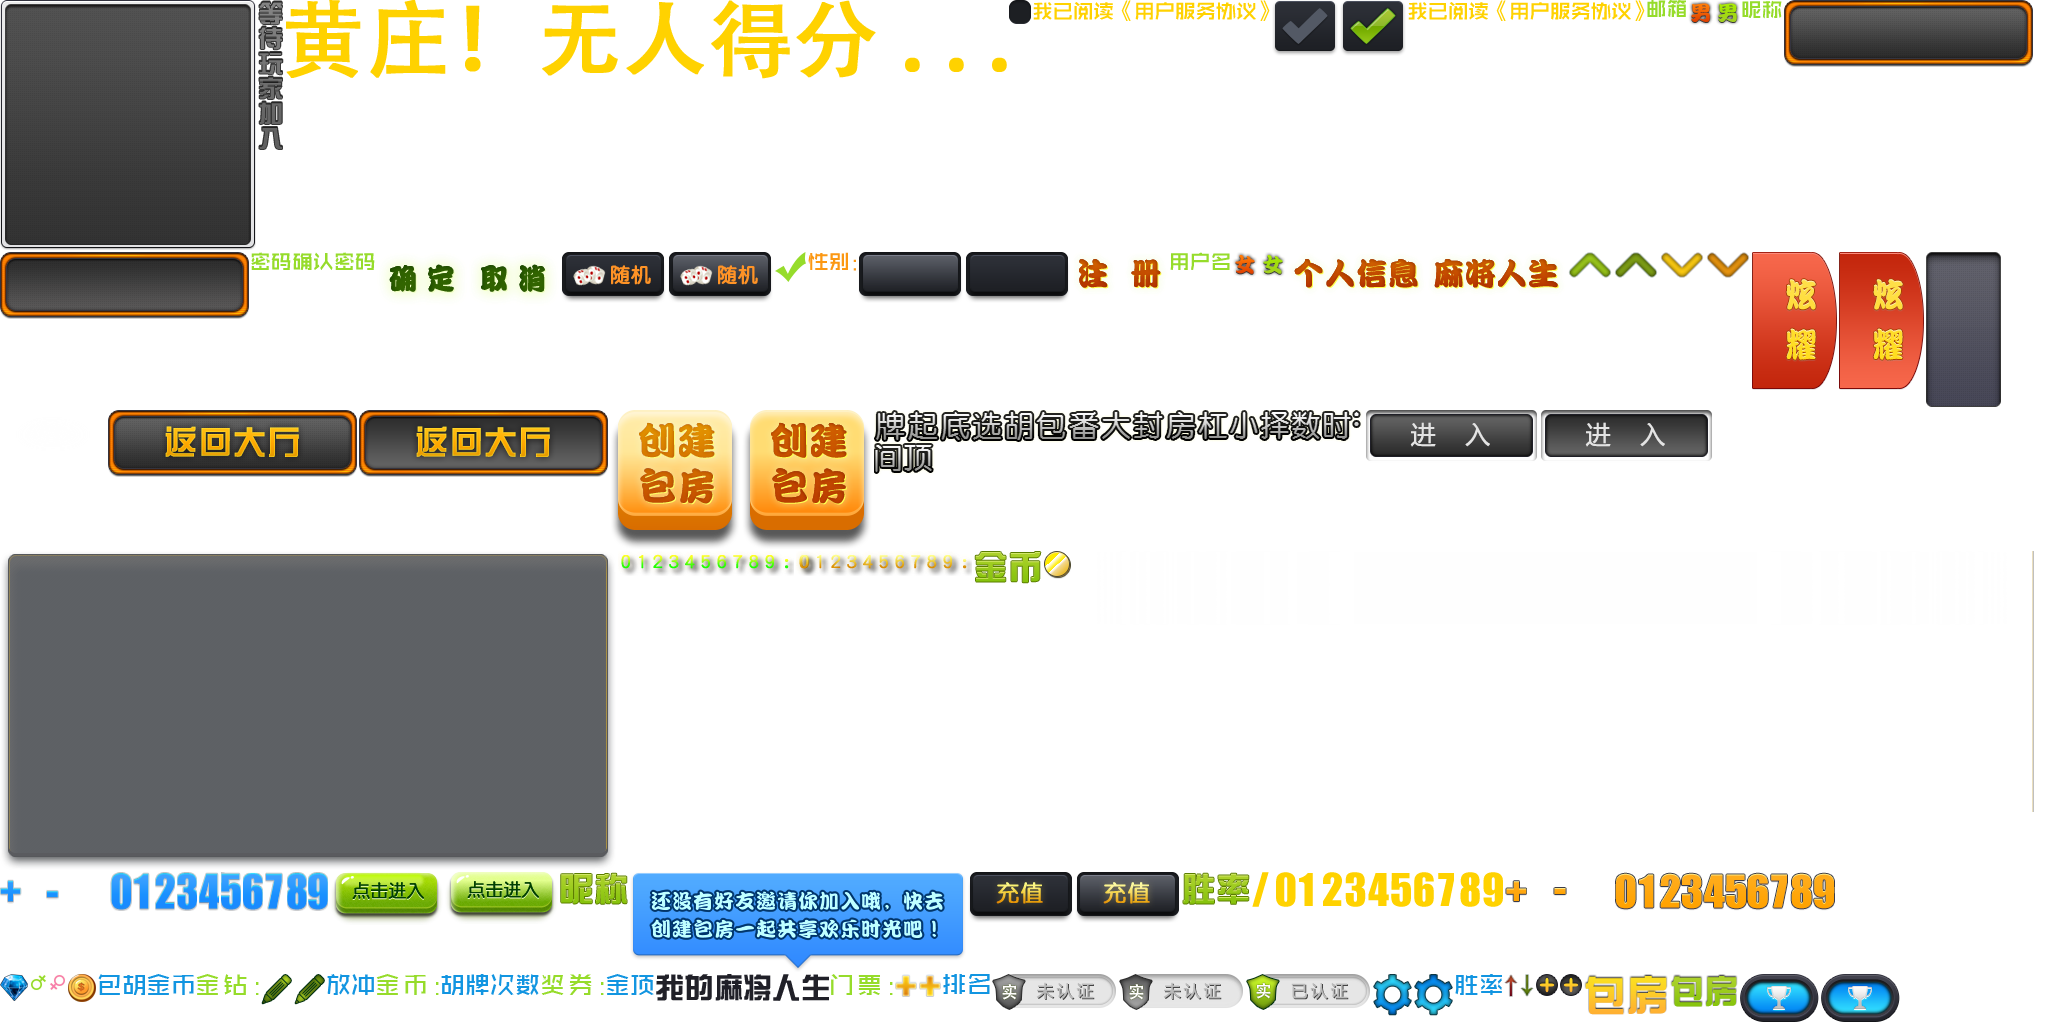 等待玩家加入
黄庄！无人得分...
我已阅读《用户服务协议》
我已阅读《用户服务协议》
邮箱
男
男
昵称
密码确认密码
确定
取消
随机
随机
性别:
注册
用户名
女
女
个人信息
麻将人生
炫耀
炫耀
返回大厅
返回大厅
创建
包房
创建
包房
牌起底选胡包番大封房杠小择数时:
间顶
进入
进入
0123456789:
0123456789:
金币
+ - 0123456789
点击进入
点击进入
昵称
还没有好友邀请你加入哦，快去
创建包房一起共享欢乐时光吧！
充值
充值
胜率
/0123456789
+ - 0123456789
包胡金币
金钻:
放冲
金币:
胡牌次数
奖券:
金顶
我的麻将人生
门票:
排名
实 未认证
实 未认证
实 已认证
胜率
包房
包房